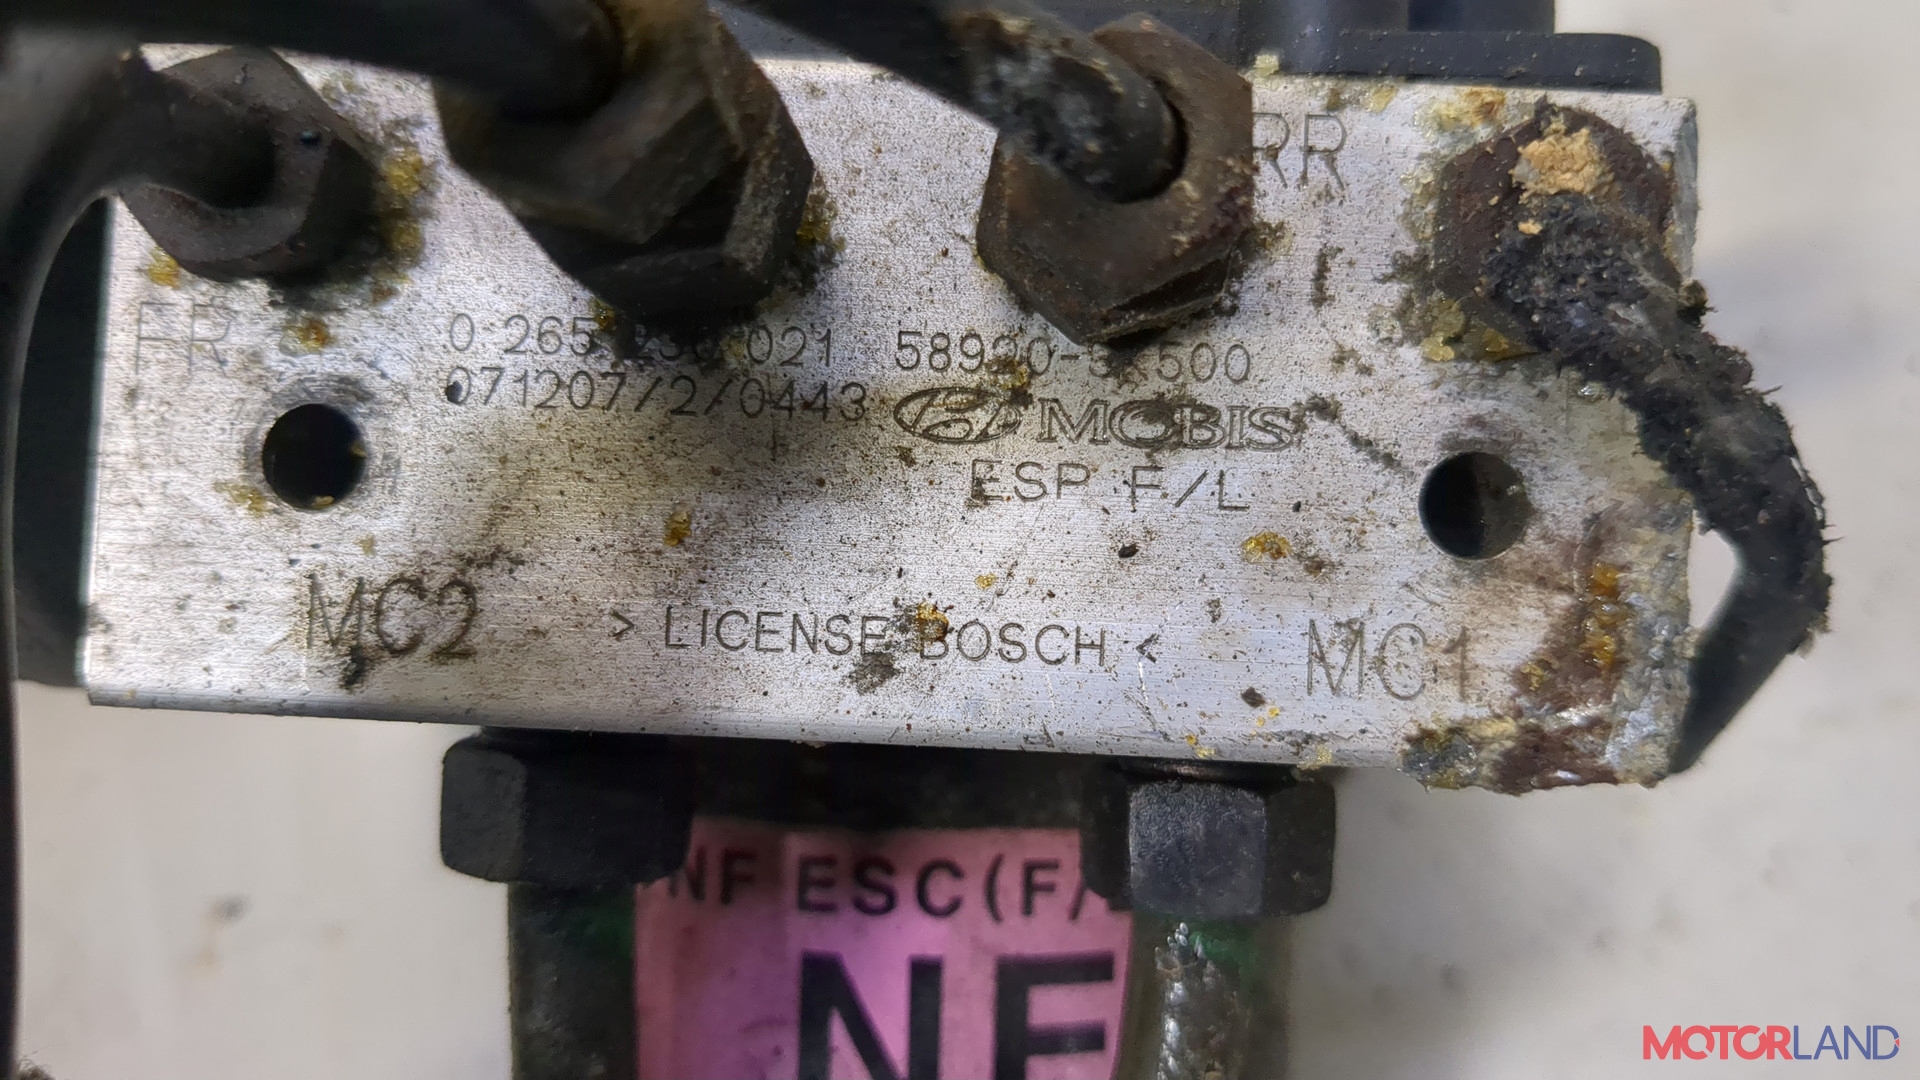 RR
FR
0 265 021
071207/2/0443
MOBIS
ESP F/L
MC2
> LICENSE BOSCH <
MC1
NF ESC(F/
NF
MOTORLAND